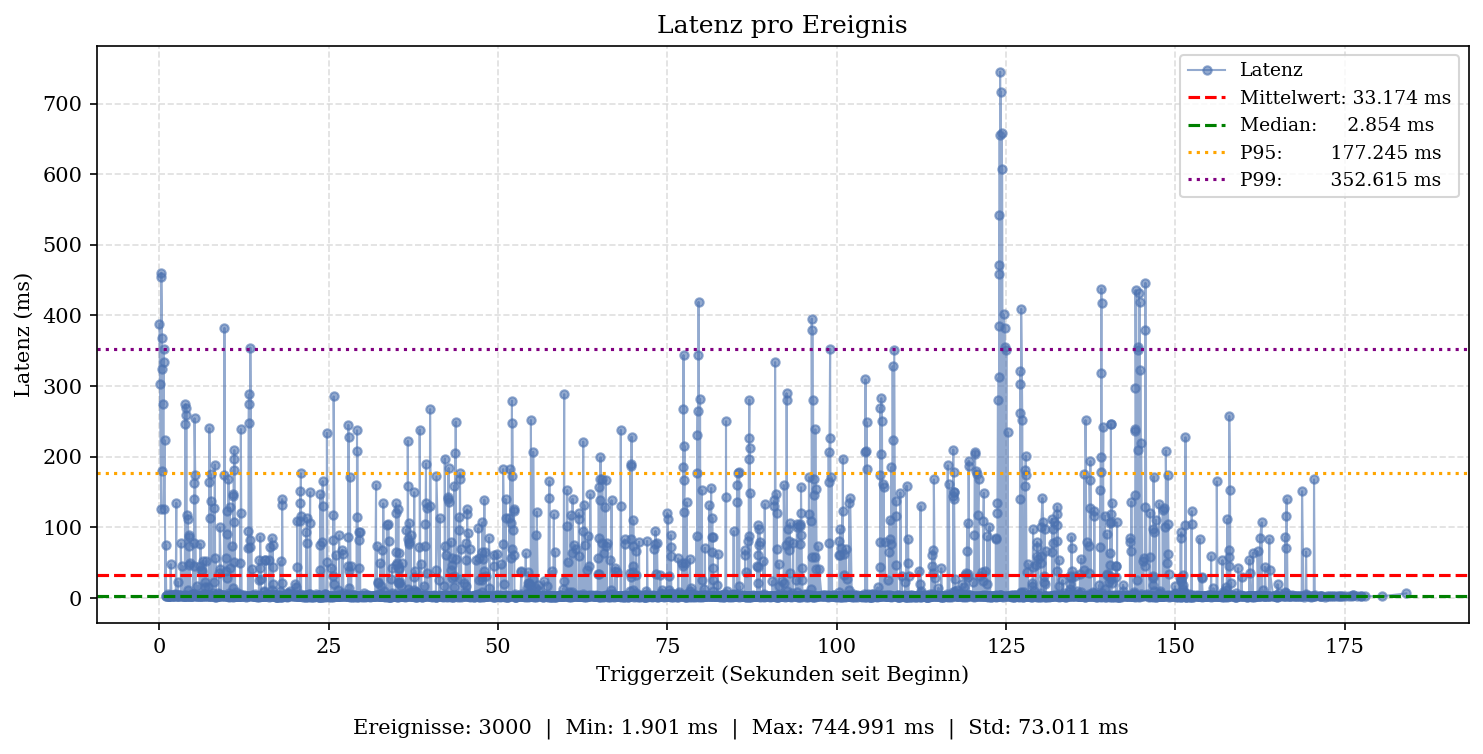 Latenz pro Ereignis
Latenz
Mittelwert: 33.174 ms
Median: 2.854 ms
P95: 177.245 ms
P99: 352.615 ms
Latenz (ms)
700
600
500
400
300
200
100
0
0 25 50 75 100 125 150 175
Triggerzeit (Sekunden seit Beginn)
Ereignisse: 3000 | Min: 1.901 ms | Max: 744.991 ms | Std: 73.011 ms